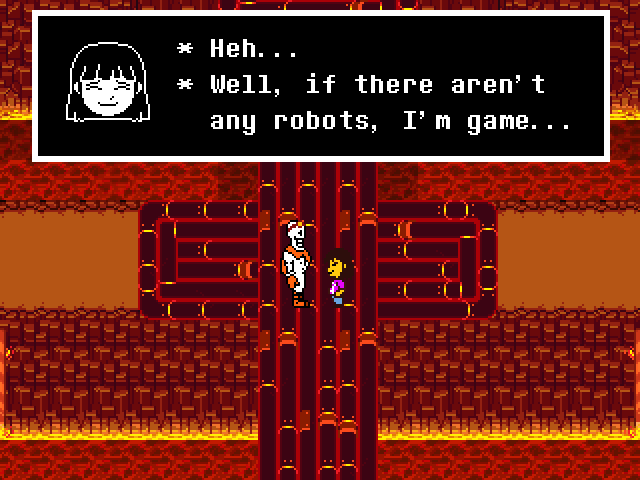 * Heh...
* Well, if there aren't
any robots, I'm game...